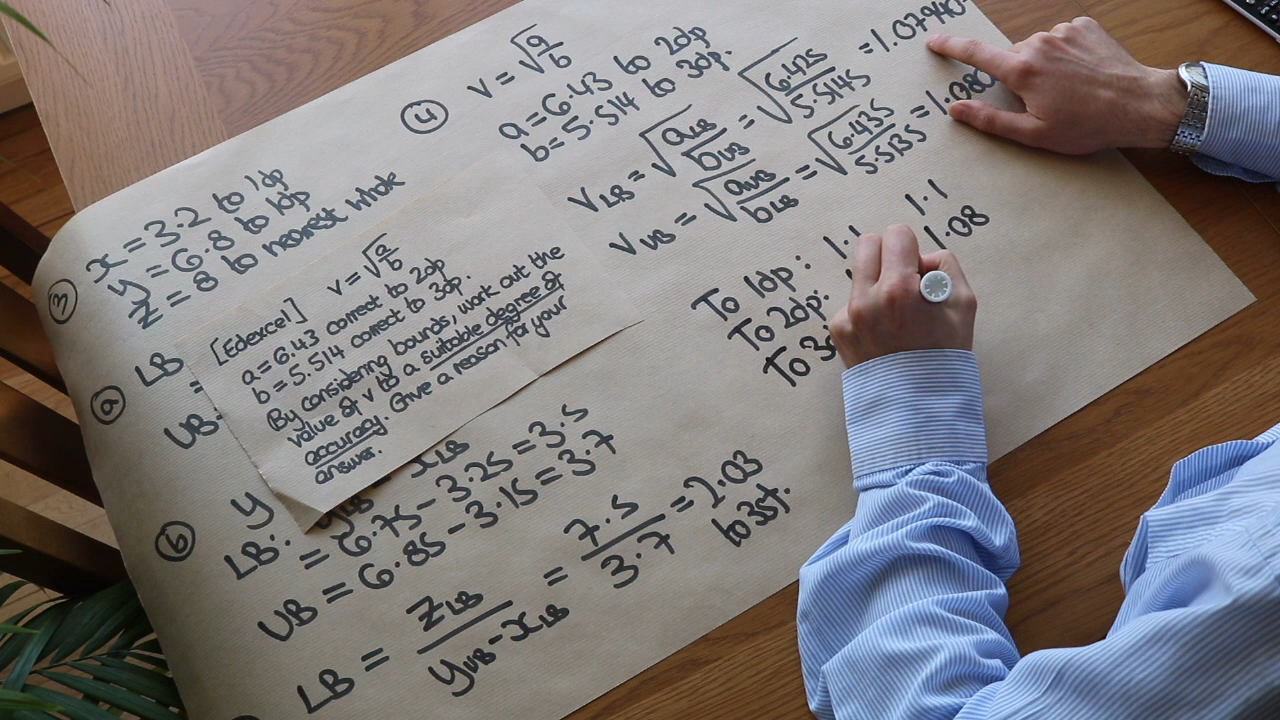 ③ x = 3.2 to 1dp
y = 6.8 to 1dp
z = 8 to nearest whole
ⓐ LB =
UB:
[Edexcel] v = √a/b
a = 6.43 correct to 2dp
b = 5.514 correct to 3dp.
By considering bounds, work out the
value of v to a suitable degree of
accuracy. Give a reason for your
answer.
ⓑ y
LB: yLB - xUB
= 6.75 - 3.25 = 3.5
UB = 6.85 - 3.15 = 3.7
LB = zLB / yUB - xLB = 7.5 / 3.7 = 2.03
to 3sf.
④ v = √a/b
a = 6.43 to 2dp
b = 5.514 to 3dp.
vLB = √aLB/bUB = √6.425/5.5145 = 1.07940
vUB = √aUB/bLB = √6.435/5.5135 = 1.080
To 1dp: 1.1 1.1
To 2dp: 1.08
To 3